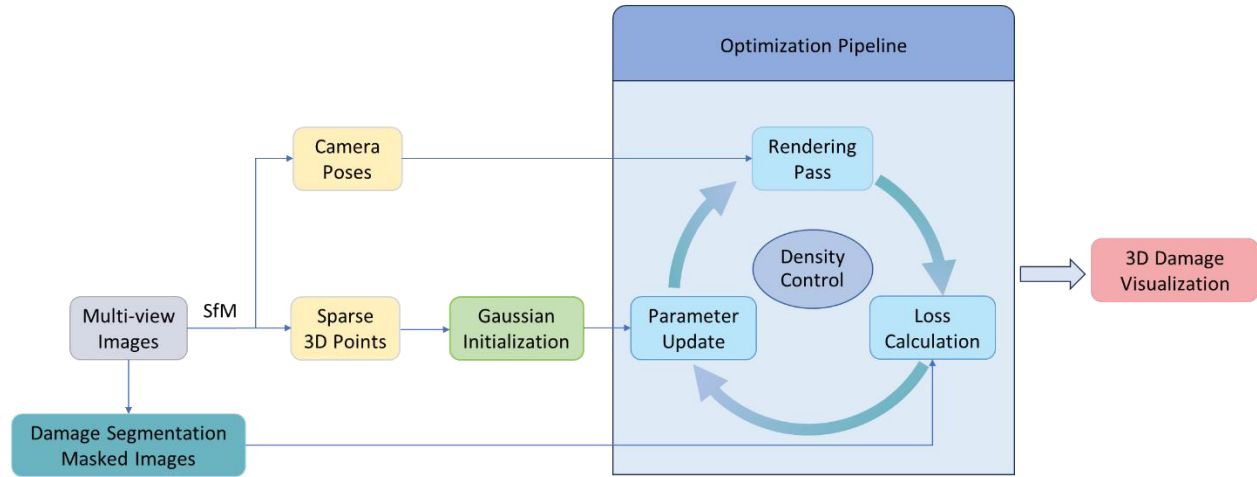 Optimization Pipeline
Camera
Poses
Rendering
Pass
Density
Control
3D Damage
Visualization
SfM
Multi-view
Images
Sparse
3D Points
Gaussian
Initialization
Parameter
Update
Loss
Calculation
Damage Segmentation
Masked Images